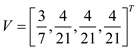 V = [3/7, 4/21, 4/21, 4/21]^T